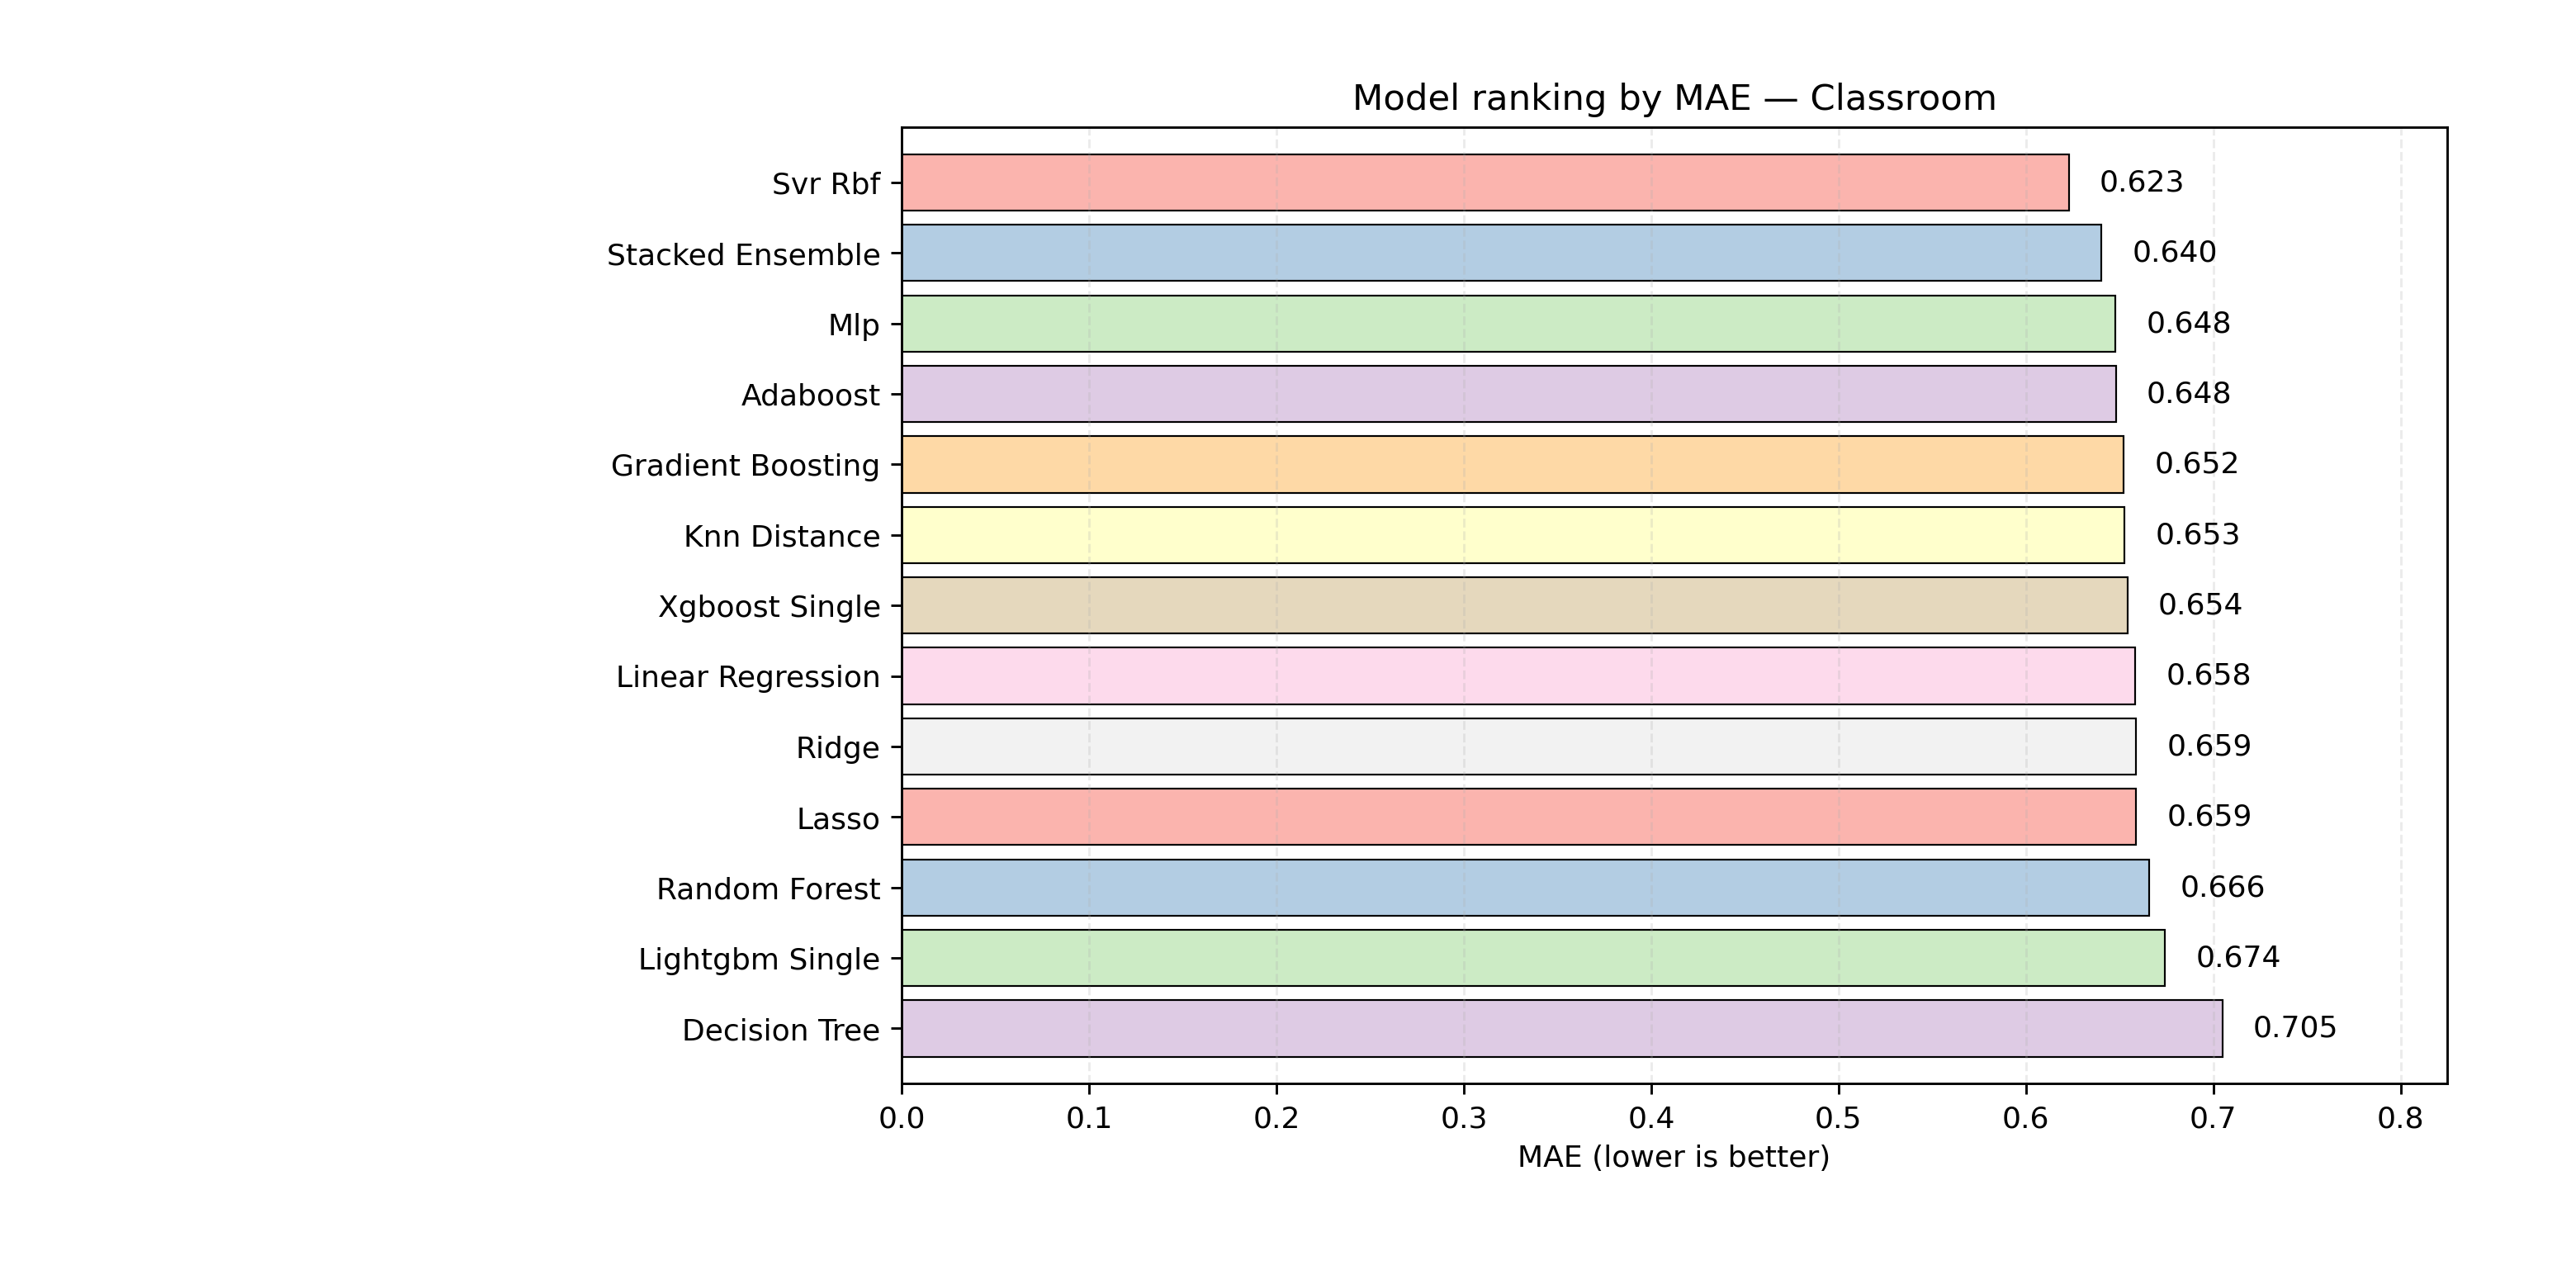 Model ranking by MAE — Classroom
Svr Rbf 0.623
Stacked Ensemble 0.640
Mlp 0.648
Adaboost 0.648
Gradient Boosting 0.652
Knn Distance 0.653
Xgboost Single 0.654
Linear Regression 0.658
Ridge 0.659
Lasso 0.659
Random Forest 0.666
Lightgbm Single 0.674
Decision Tree 0.705
0.0 0.1 0.2 0.3 0.4 0.5 0.6 0.7 0.8
MAE (lower is better)